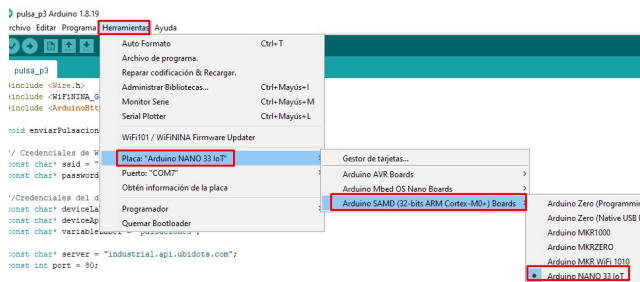 pulsa_p3 Arduino 1.8.19
rchivo Editar Programa Herramientas Ayuda
pulsa_p3
Auto Formato Ctrl+T
Archivo de programa.
Reparar codificación & Recargar.
Administrar Bibliotecas... Ctrl+Mayús+I
Monitor Serie Ctrl+Mayús+M
Serial Plotter Ctrl+Mayús+L
WiFi101 / WiFiNINA Firmware Updater
Placa: "Arduino NANO 33 IoT"
Puerto: "COM7"
Obtén información de la placa
Programador
Quemar Bootloader
Gestor de tarjetas...
Arduino AVR Boards
Arduino Mbed OS Nano Boards
Arduino SAMD (32-bits ARM Cortex-M0+) Boards
Arduino Zero (Programmin
Arduino Zero (Native USB
Arduino MKR1000
Arduino MKRZERO
Arduino MKR WiFi 1010
Arduino NANO 33 IoT
include <Wire.h>
include <WiFiNINA_G
include <ArduinoHtt
oid enviarPulsacion
// Credenciales de W
const char* ssid = "
const char* password
//Credenciales del d
const char* deviceLa
const char* deviceAp
const char* variableLabel = "pulsaciones";
const char* server = "industrial.api.ubidots.com";
const int port = 80;